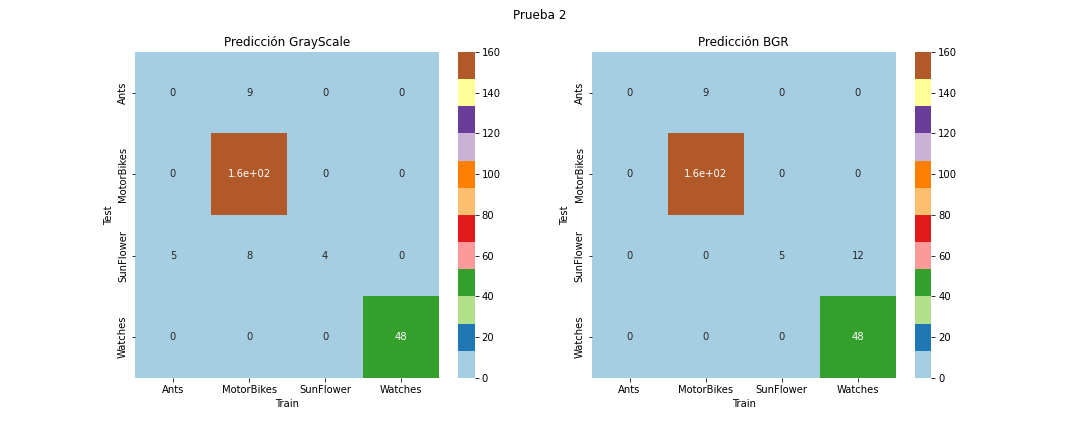 Prueba 2
Predicción GrayScale
Ants 0 9 0 0
MotorBikes 0 1.6e+02 0 0
SunFlower 5 8 4 0
Watches 0 0 0 48
Test
Ants MotorBikes SunFlower Watches
Train
160
140
120
100
80
60
40
20
0
Predicción BGR
Ants 0 9 0 0
MotorBikes 0 1.6e+02 0 0
SunFlower 0 0 5 12
Watches 0 0 0 48
Test
Ants MotorBikes SunFlower Watches
Train
160
140
120
100
80
60
40
20
0